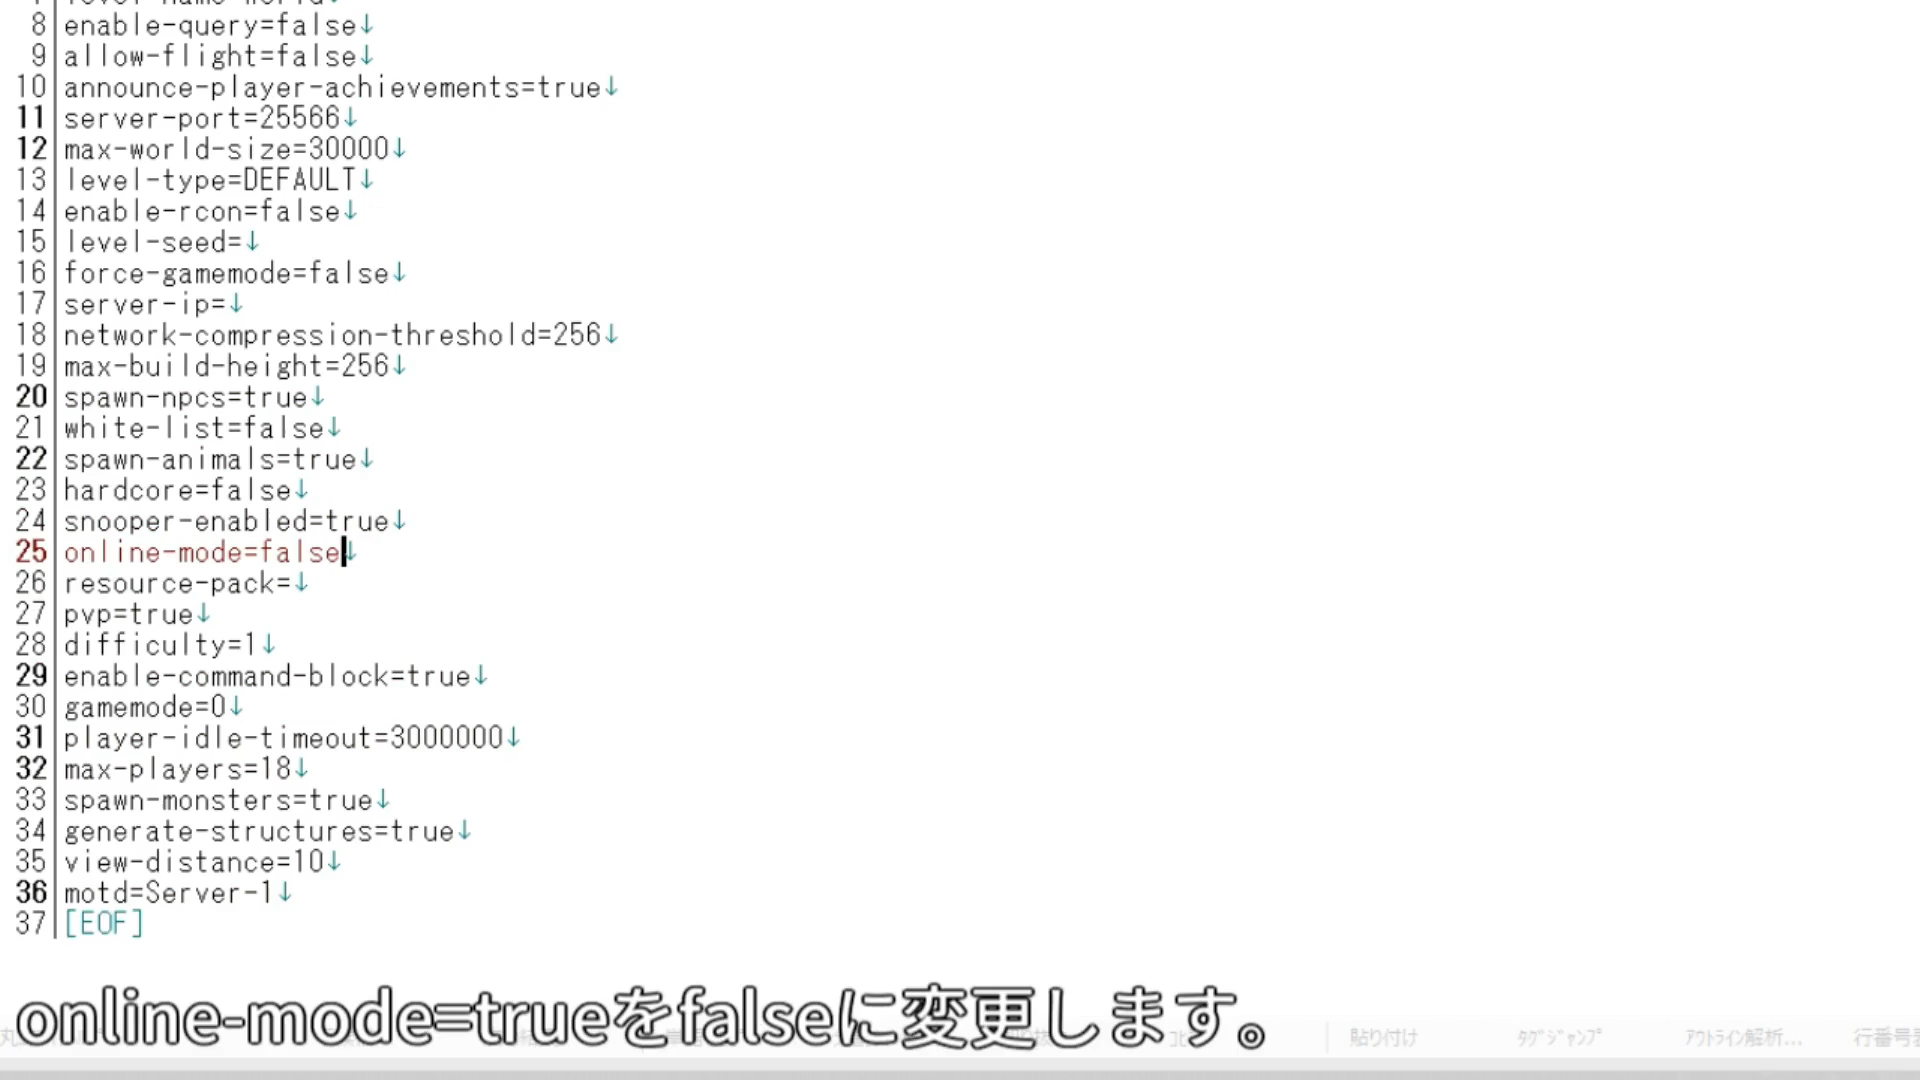 8 enable-query=false↓
9 allow-flight=false↓
10 announce-player-achievements=true↓
11 server-port=25566↓
12 max-world-size=30000↓
13 level-type=DEFAULT↓
14 enable-rcon=false↓
15 level-seed=↓
16 force-gamemode=false↓
17 server-ip=↓
18 network-compression-threshold=256↓
19 max-build-height=256↓
20 spawn-npcs=true↓
21 white-list=false↓
22 spawn-animals=true↓
23 hardcore=false↓
24 snooper-enabled=true↓
25 online-mode=false↓
26 resource-pack=↓
27 pvp=true↓
28 difficulty=1↓
29 enable-command-block=true↓
30 gamemode=0↓
31 player-idle-timeout=3000000↓
32 max-players=18↓
33 spawn-monsters=true↓
34 generate-structures=true↓
35 view-distance=10↓
36 motd=Server-1↓
37 [EOF]
online-mode=trueをfalseに変更します。
貼り付け ﾀｸﾞｼﾞｬﾝﾌﾟ ｱｳﾄﾗｲﾝ解析... 行番号